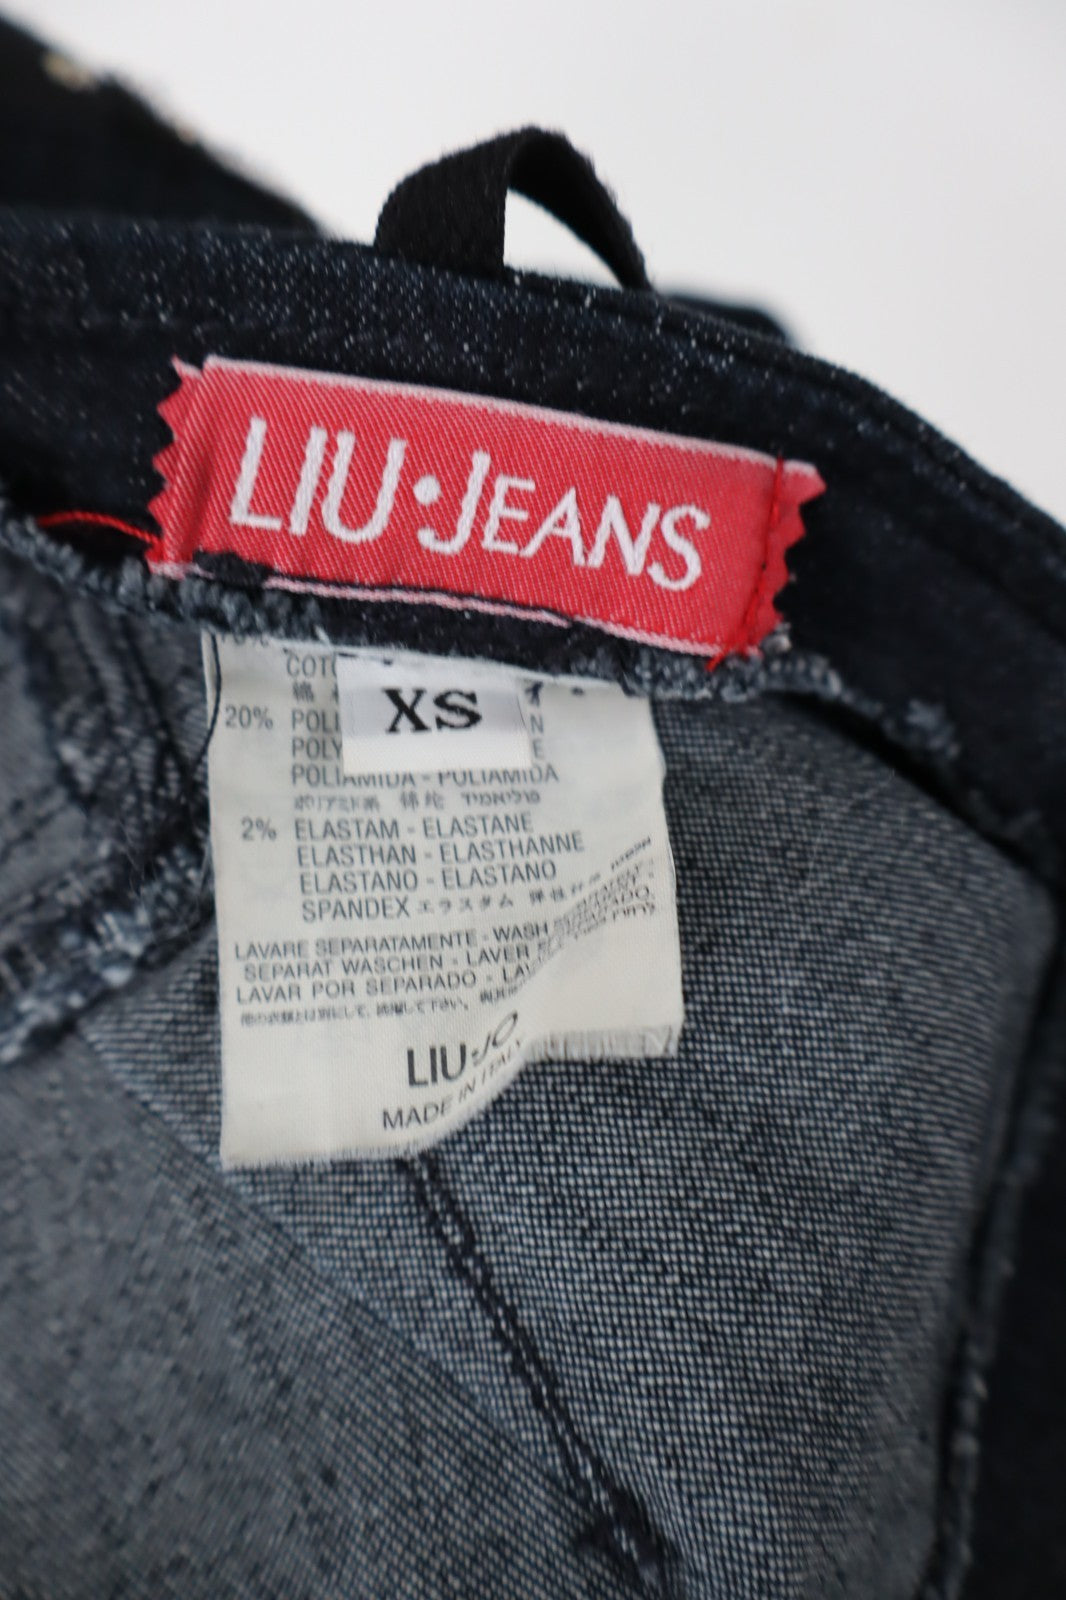 LIU·JEANS
XS
20%
POLIAMIDA - POLIAMIDA
2% ELASTAM - ELASTANE
ELASTHAN - ELASTHANNE
ELASTANO - ELASTANO
SPANDEX エラスタム
LAVARE SEPARATAMENTE - WASH
SEPARAT WASCHEN - LAVER
LAVAR POR SEPARADO -
LIU·JO
MADE IN ITALY